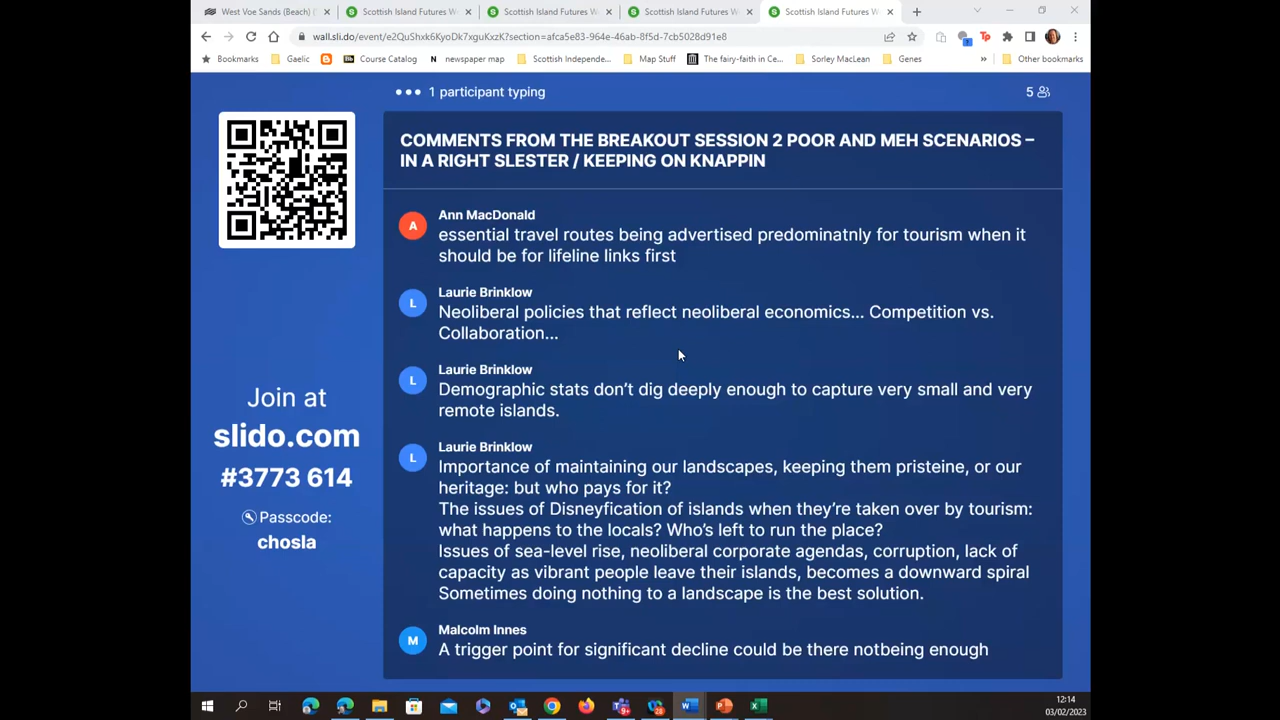 West Voe Sands (Beach)
Scottish Island Futures W
Scottish Island Futures W
Scottish Island Futures W
Scottish Island Futures W
wall.sli.do/event/e2QuShxk6KyoDk7xguKxzK?section=afca5e83-964e-46ab-8f5d-7cb5028d91e8
Bookmarks
Gaelic
Course Catalog
newspaper map
Scottish Independe...
Map Stuff
The fairy-faith in Ce...
Sorley MacLean
Genes
»
Other bookmarks
1 participant typing
5
COMMENTS FROM THE BREAKOUT SESSION 2 POOR AND MEH SCENARIOS –
IN A RIGHT SLESTER / KEEPING ON KNAPPIN
A
Ann MacDonald
essential travel routes being advertised predominatnly for tourism when it
should be for lifeline links first
L
Laurie Brinklow
Neoliberal policies that reflect neoliberal economics... Competition vs.
Collaboration...
L
Laurie Brinklow
Demographic stats don't dig deeply enough to capture very small and very
remote islands.
L
Laurie Brinklow
Importance of maintaining our landscapes, keeping them pristeine, or our
heritage: but who pays for it?
The issues of Disneyfication of islands when they're taken over by tourism:
what happens to the locals? Who's left to run the place?
Issues of sea-level rise, neoliberal corporate agendas, corruption, lack of
capacity as vibrant people leave their islands, becomes a downward spiral
Sometimes doing nothing to a landscape is the best solution.
M
Malcolm Innes
A trigger point for significant decline could be there notbeing enough
Join at
slido.com
#3773 614
Passcode:
chosla
12:14
03/02/2023